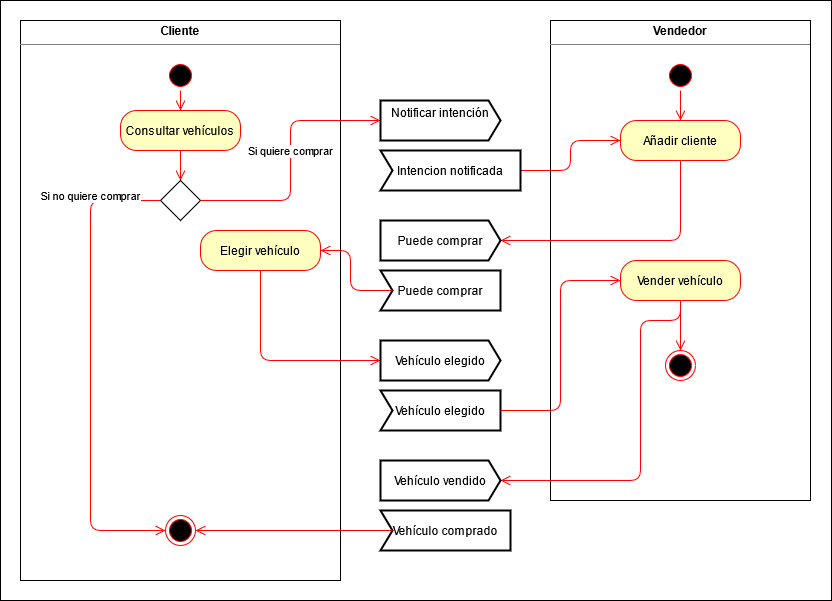 Cliente
Vendedor
Consultar vehículos
Notificar intención
Si quiere comprar
Añadir cliente
Intencion notificada
Si no quiere comprar
Puede comprar
Elegir vehículo
Puede comprar
Vender vehículo
Vehículo elegido
Vehículo elegido
Vehículo vendido
Vehículo comprado